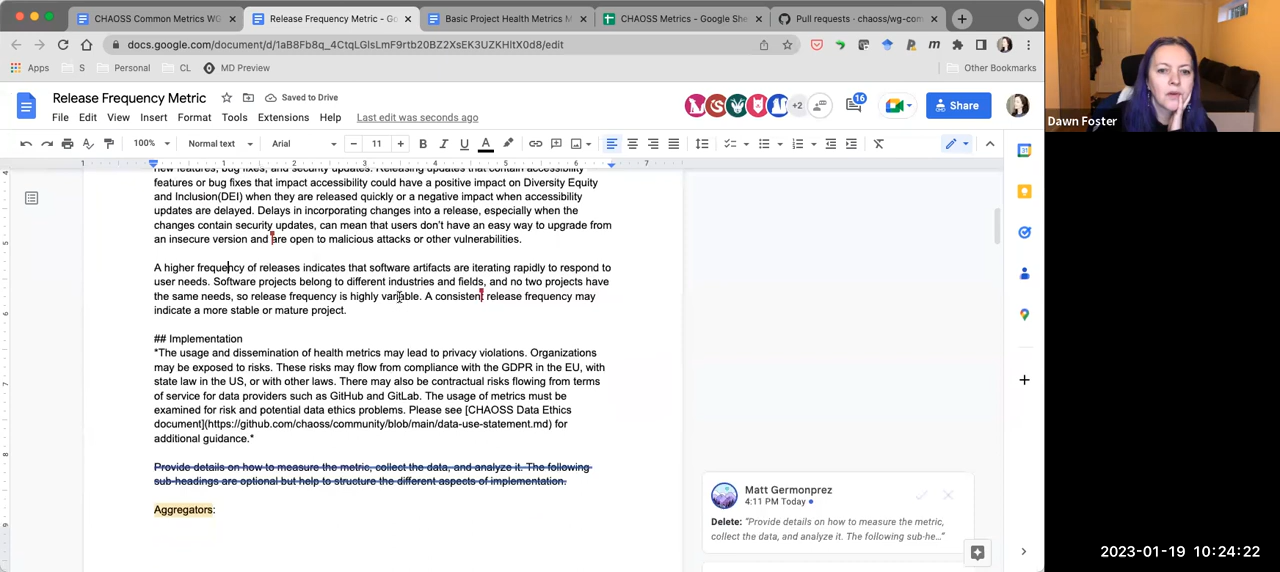 CHAOSS Common Metrics WG
Release Frequency Metric - Go
Basic Project Health Metrics M
CHAOSS Metrics - Google She
Pull requests · chaoss/wg-com
docs.google.com/document/d/1aB8Fb8q_4CtqLGlsLmF9rtb20BZ2XsEK3UZKHltX0d8/edit
Apps
S
Personal
CL
MD Preview
Other Bookmarks
Release Frequency Metric
Saved to Drive
File Edit View Insert Format Tools Extensions Help
Last edit was seconds ago
+2
16
Share
100%
Normal text
Arial
11
new features, bug fixes, and security updates. Releasing updates that contain accessibility
features or bug fixes that impact accessibility could have a positive impact on Diversity Equity
and Inclusion(DEI) when they are released quickly or a negative impact when accessibility
updates are delayed. Delays in incorporating changes into a release, especially when the
changes contain security updates, can mean that users don't have an easy way to upgrade from
an insecure version and are open to malicious attacks or other vulnerabilities.
A higher frequency of releases indicates that software artifacts are iterating rapidly to respond to
user needs. Software projects belong to different industries and fields, and no two projects have
the same needs, so release frequency is highly variable. A consistent release frequency may
indicate a more stable or mature project.
## Implementation
*The usage and dissemination of health metrics may lead to privacy violations. Organizations
may be exposed to risks. These risks may flow from compliance with the GDPR in the EU, with
state law in the US, or with other laws. There may also be contractual risks flowing from terms
of service for data providers such as GitHub and GitLab. The usage of metrics must be
examined for risk and potential data ethics problems. Please see [CHAOSS Data Ethics
document](https://github.com/chaoss/community/blob/main/data-use-statement.md) for
additional guidance.*
Provide details on how to measure the metric, collect the data, and analyze it. The following
sub-headings are optional but help to structure the different aspects of implementation.
Aggregators:
Matt Germonprez
4:11 PM Today
Delete: "Provide details on how to measure the metric,
collect the data, and analyze it. The following sub-he..."
Dawn Foster
2023-01-19 10:24:22